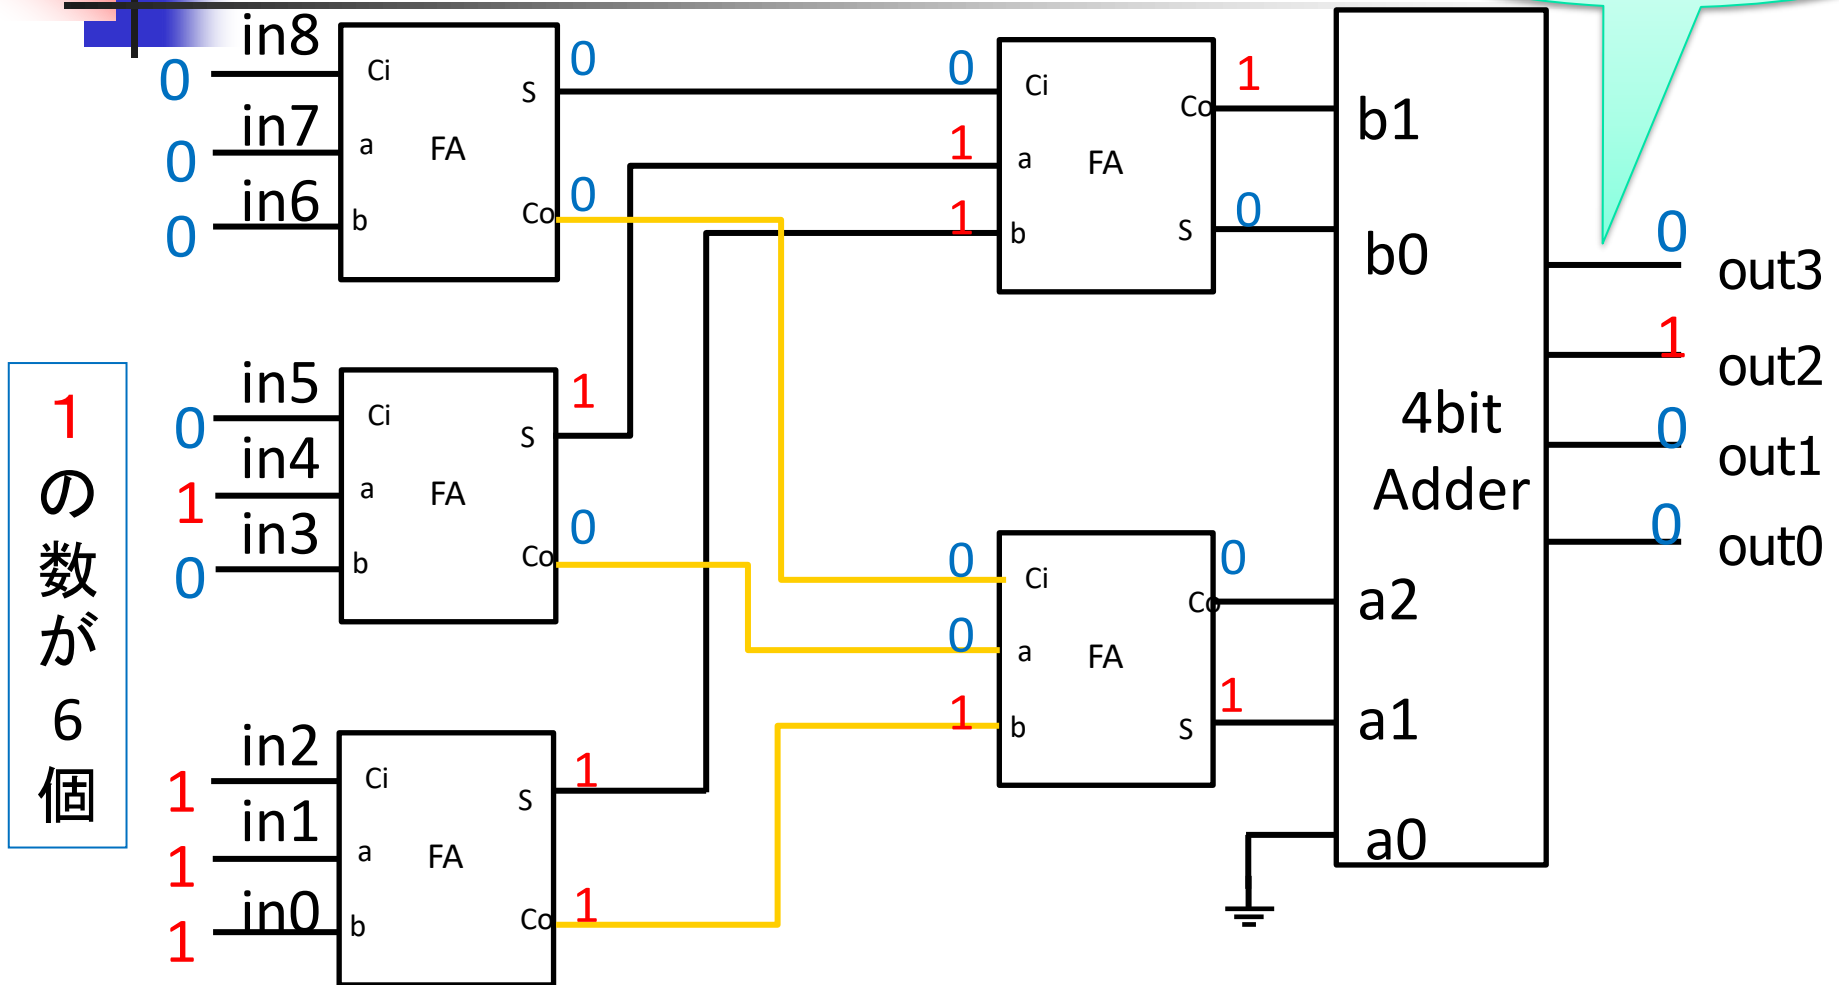 in8
0
Ci
S
0
in7
0
a
FA
in6
0
b
Co
0
in5
0
Ci
S
1
in4
1
a
FA
in3
0
b
Co
0
in2
1
Ci
S
1
in1
1
a
FA
in0
1
b
Co
1
0
Ci
Co
1
1
a
FA
1
b
S
0
0
Ci
Co
0
0
a
FA
1
b
S
1
b1
b0
4bit
Adder
a2
a1
a0
0
out3
1
out2
0
out1
0
out0
1の数が6個